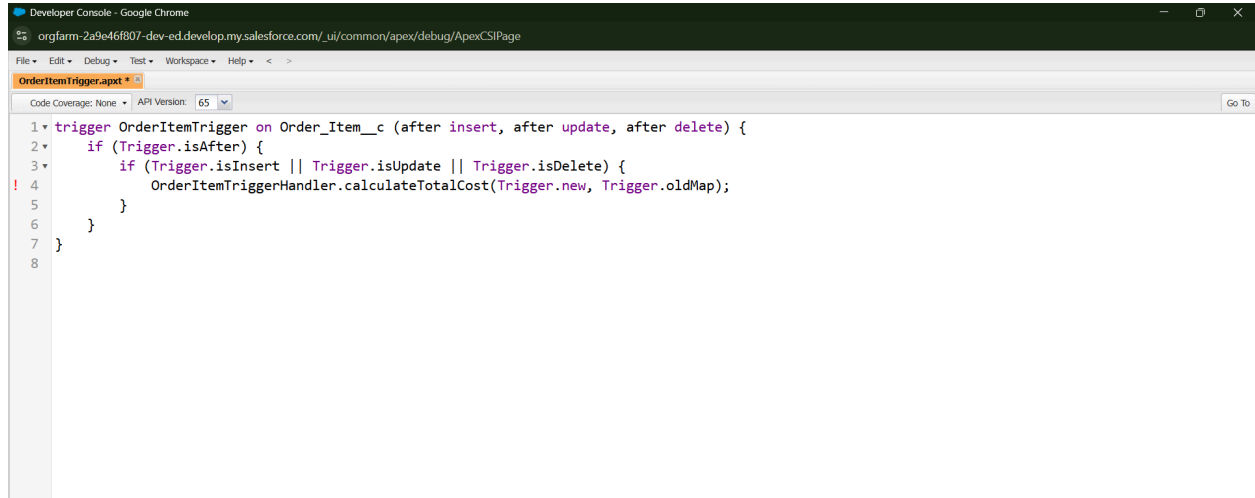 Developer Console - Google Chrome
orgfarm-2a9e46f807-dev-ed.develop.my.salesforce.com/_ui/common/apex/debug/ApexCSIPage
File Edit Debug Test Workspace Help < >
OrderItemTrigger.apxt *
Code Coverage: None API Version: 65 Go To
1 trigger OrderItemTrigger on Order_Item__c (after insert, after update, after delete) {
2 if (Trigger.isAfter) {
3 if (Trigger.isInsert || Trigger.isUpdate || Trigger.isDelete) {
! 4 OrderItemTriggerHandler.calculateTotalCost(Trigger.new, Trigger.oldMap);
5 }
6 }
7 }
8